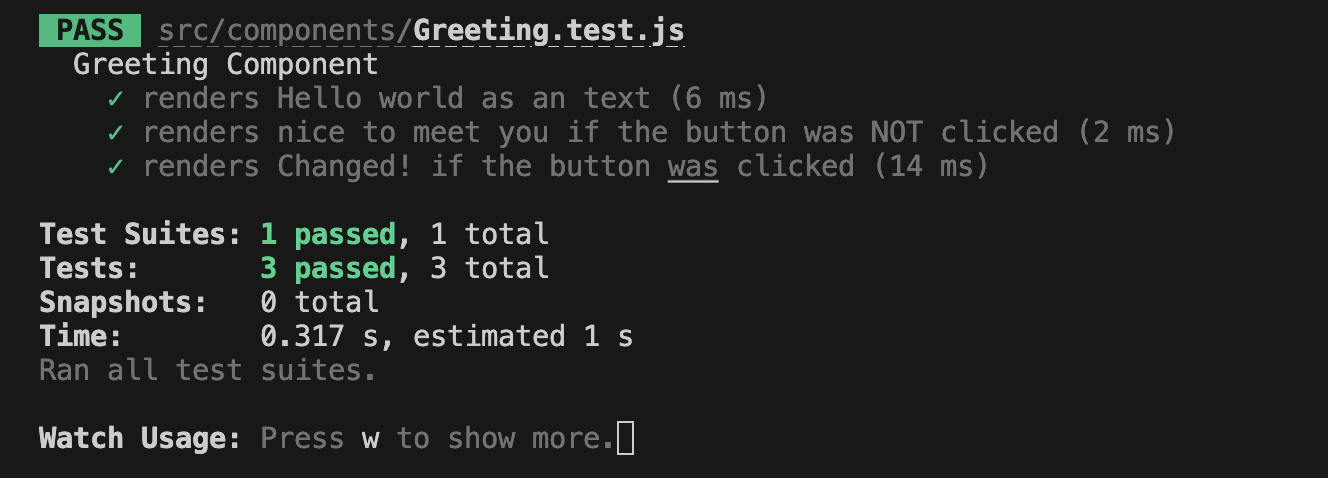 PASS src/components/Greeting.test.js
Greeting Component
✓ renders Hello world as an text (6 ms)
✓ renders nice to meet you if the button was NOT clicked (2 ms)
✓ renders Changed! if the button was clicked (14 ms)
Test Suites: 1 passed, 1 total
Tests: 3 passed, 3 total
Snapshots: 0 total
Time: 0.317 s, estimated 1 s
Ran all test suites.
Watch Usage: Press w to show more.